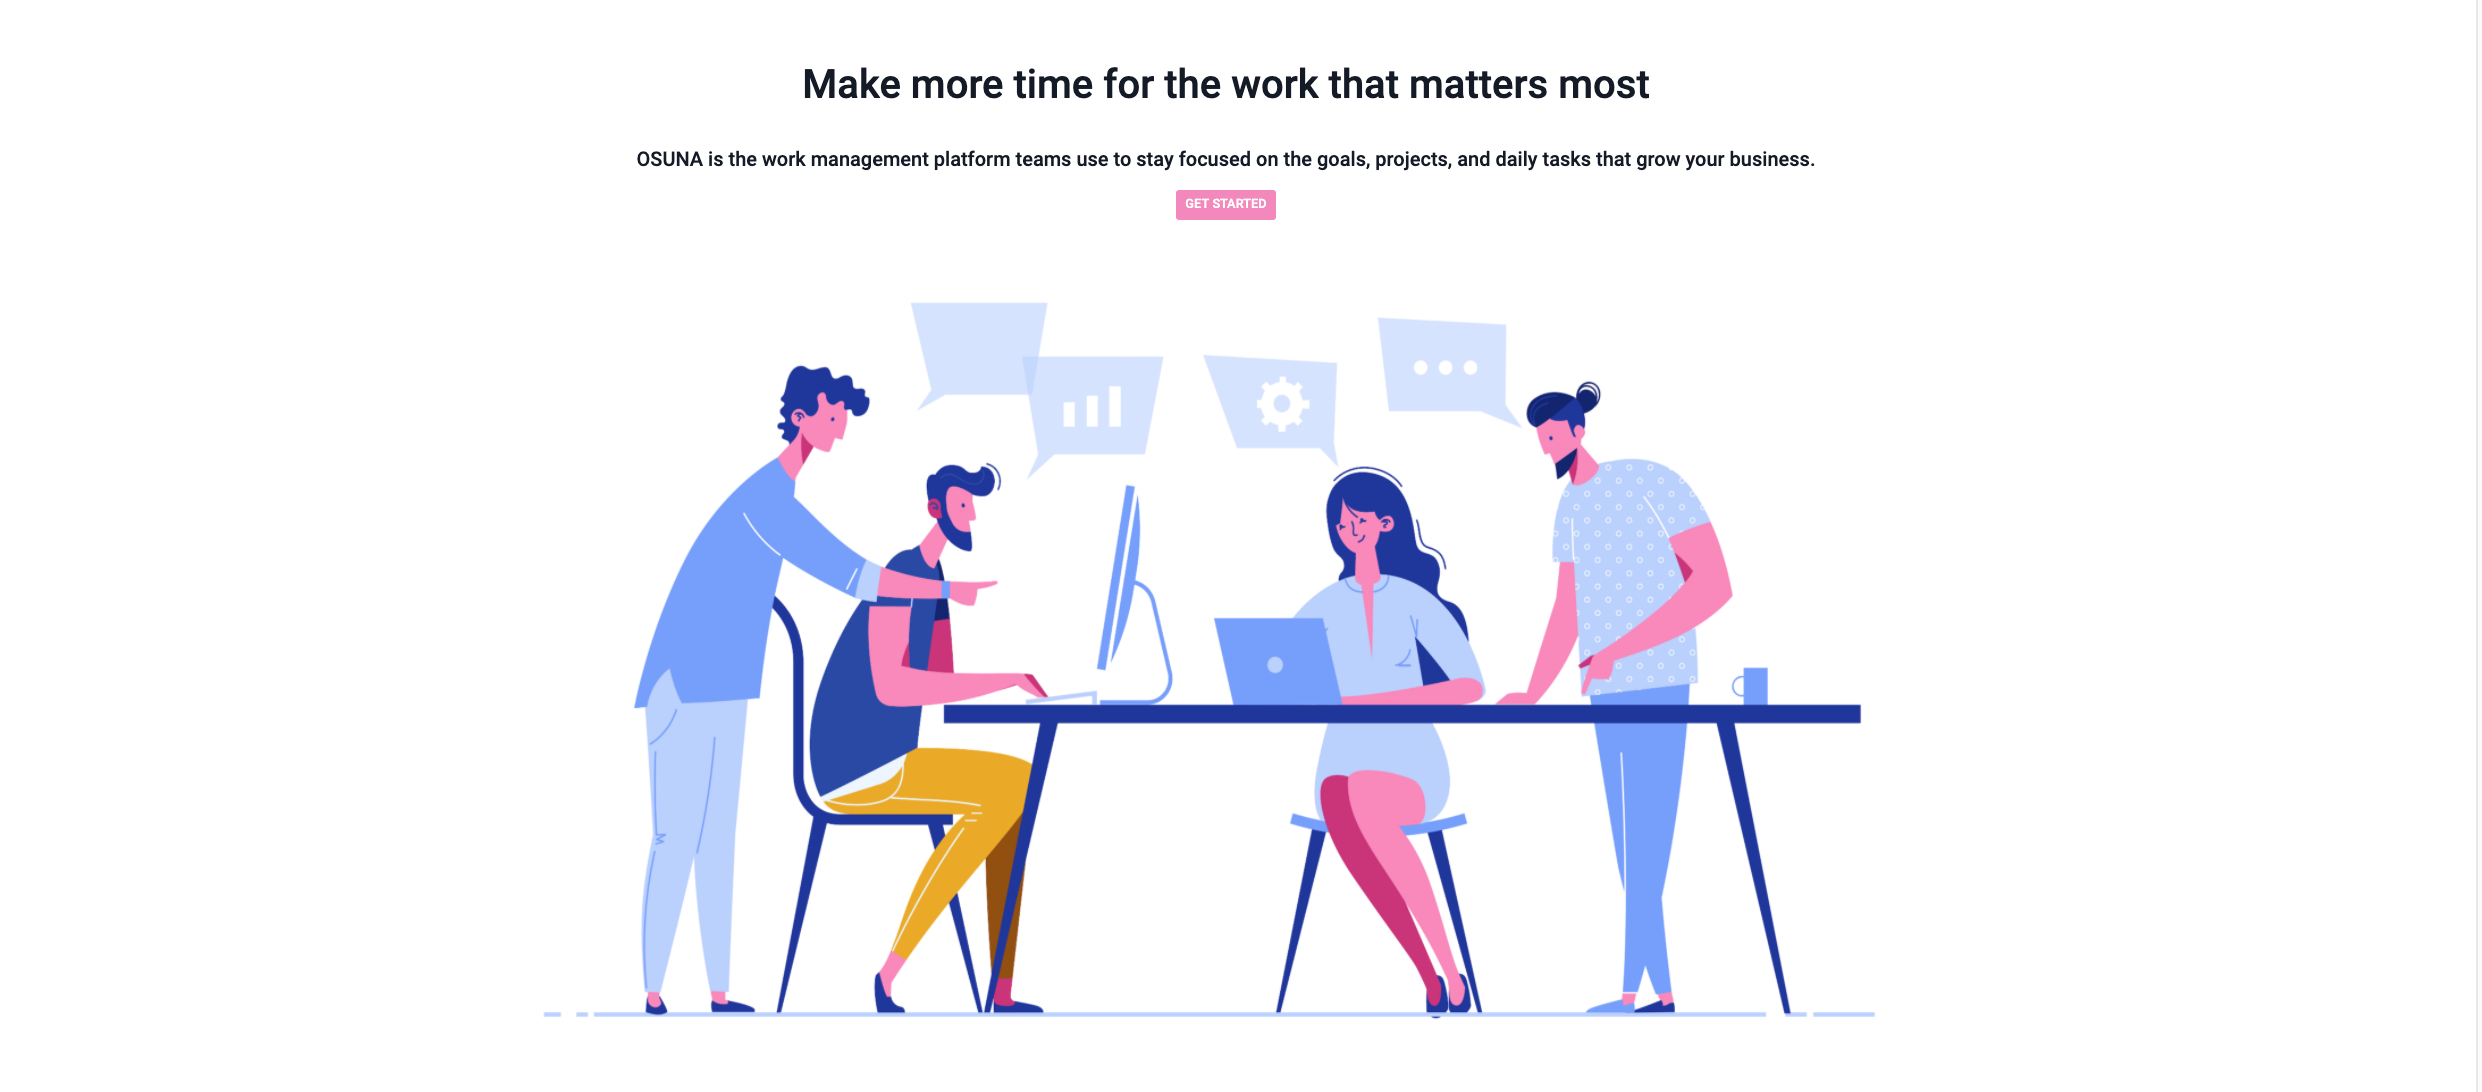 Make more time for the work that matters most
OSUNA is the work management platform teams use to stay focused on the goals, projects, and daily tasks that grow your business.
GET STARTED